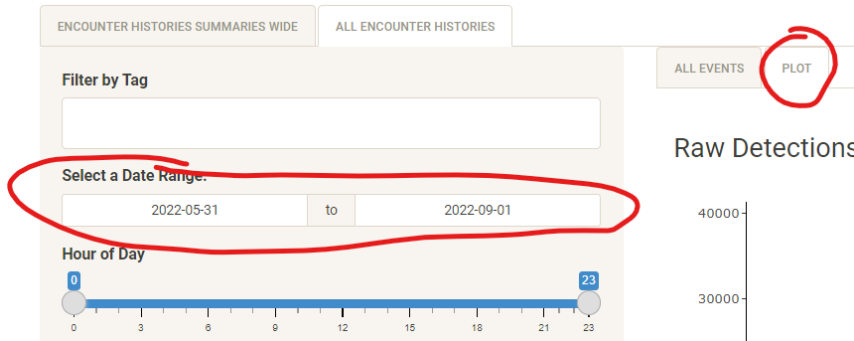 ENCOUNTER HISTORIES SUMMARIES WIDE
ALL ENCOUNTER HISTORIES
Filter by Tag
Select a Date Range:
2022-05-31 to 2022-09-01
Hour of Day
0 23
0 3 6 9 12 15 18 21 23
ALL EVENTS PLOT
Raw Detections
40000
30000